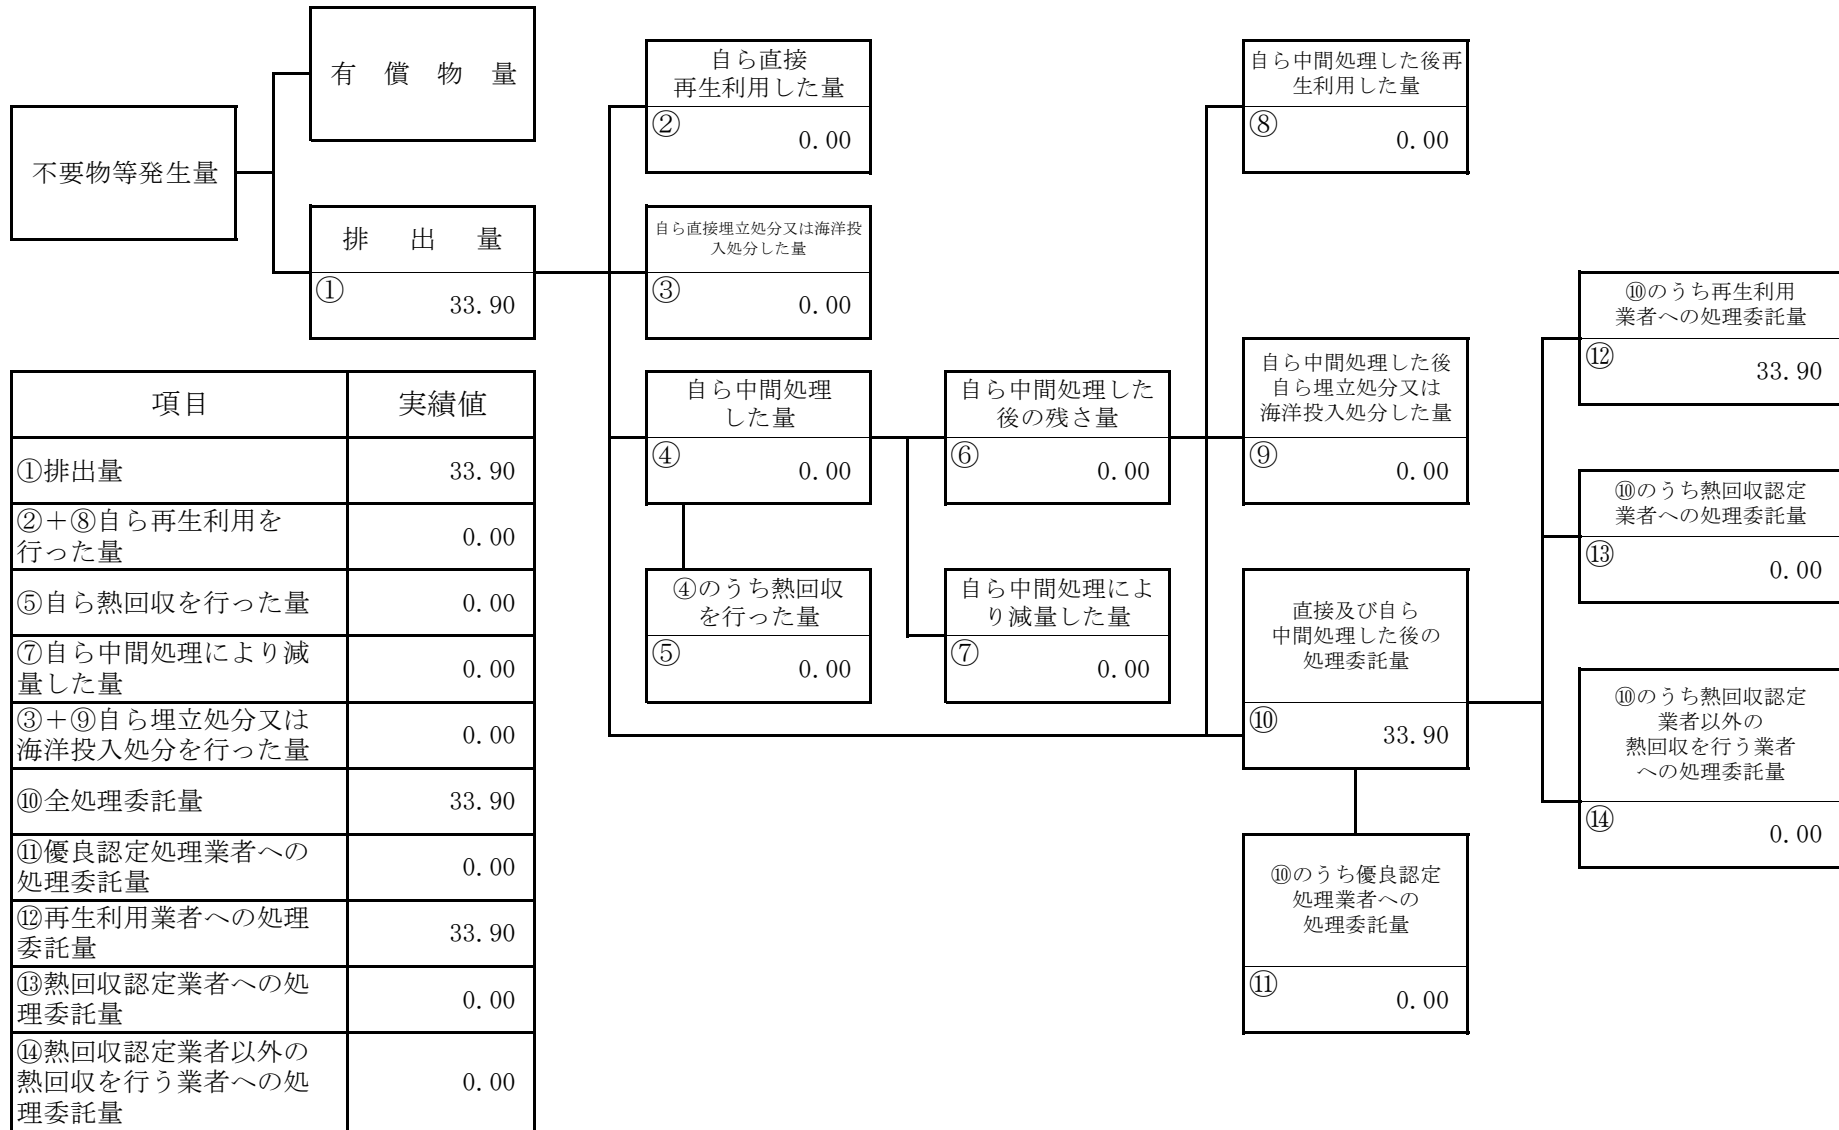 有　償　物　量
不要物等発生量
排　出　量
①
33.90
自ら直接
再生利用した量
②
0.00
自ら直接埋立処分又は海洋投
入処分した量
③
0.00
自ら中間処理
した量
④
0.00
④のうち熱回収
を行った量
⑤
0.00
自ら中間処理した
後の残さ量
⑥
0.00
自ら中間処理によ
り減量した量
⑦
0.00
自ら中間処理した後再
生利用した量
⑧
0.00
自ら中間処理した後
自ら埋立処分又は
海洋投入処分した量
⑨
0.00
直接及び自ら
中間処理した後の
処理委託量
⑩
33.90
⑩のうち優良認定
処理業者への
処理委託量
⑪
0.00
⑩のうち再生利用
業者への処理委託量
⑫
33.90
⑩のうち熱回収認定
業者への処理委託量
⑬
0.00
⑩のうち熱回収認定
業者以外の
熱回収を行う業者
への処理委託量
⑭
0.00
項目 実績値
①排出量 33.90
②＋⑧自ら再生利用を
行った量 0.00
⑤自ら熱回収を行った量 0.00
⑦自ら中間処理により減
量した量 0.00
③＋⑨自ら埋立処分又は
海洋投入処分を行った量 0.00
⑩全処理委託量 33.90
⑪優良認定処理業者への
処理委託量 0.00
⑫再生利用業者への処理
委託量 33.90
⑬熱回収認定業者への処
理委託量 0.00
⑭熱回収認定業者以外の
熱回収を行う業者への処
理委託量 0.00